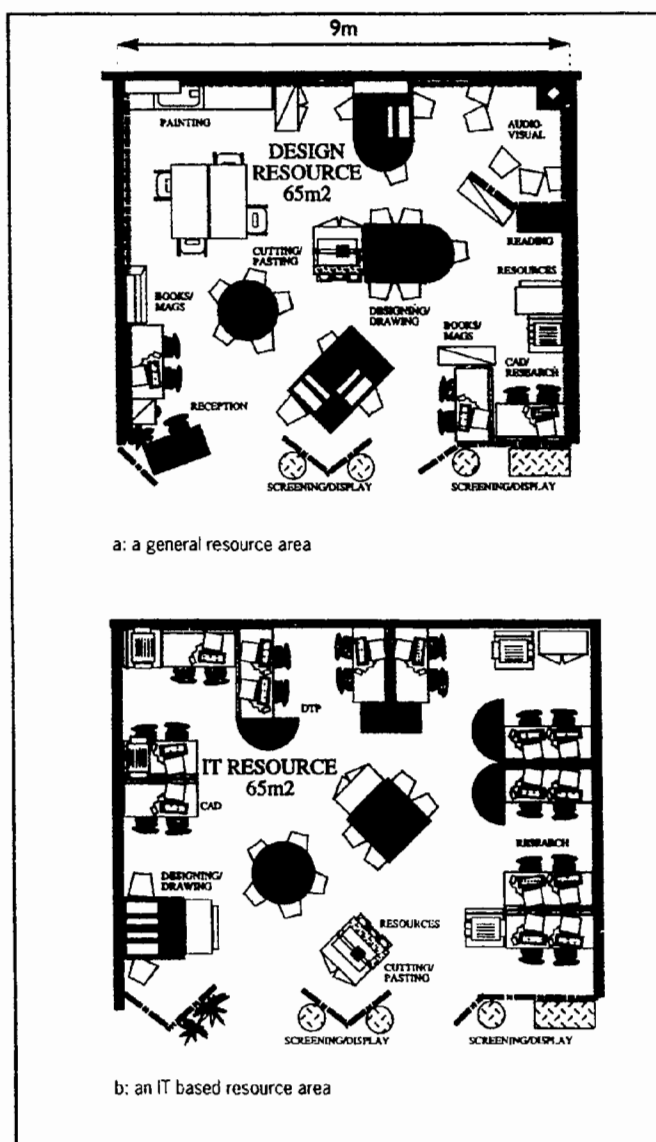 9m
PAINTING
AUDIO-
VISUAL
DESIGN
RESOURCE
65m2
READING
CUTTING/
PASTING
RESOURCES
BOOKS/
MAGS
DESIGNING/
DRAWING
BOOKS/
MAGS
CAD/
RESEARCH
RECEPTION
SCREENING/DISPLAY
SCREENING/DISPLAY
a: a general resource area
DTP
IT RESOURCE
65m2
CAD
RESEARCH
DESIGNING/
DRAWING
RESOURCES
CUTTING/
PASTING
SCREENING/DISPLAY
SCREENING/DISPLAY
b: an IT based resource area